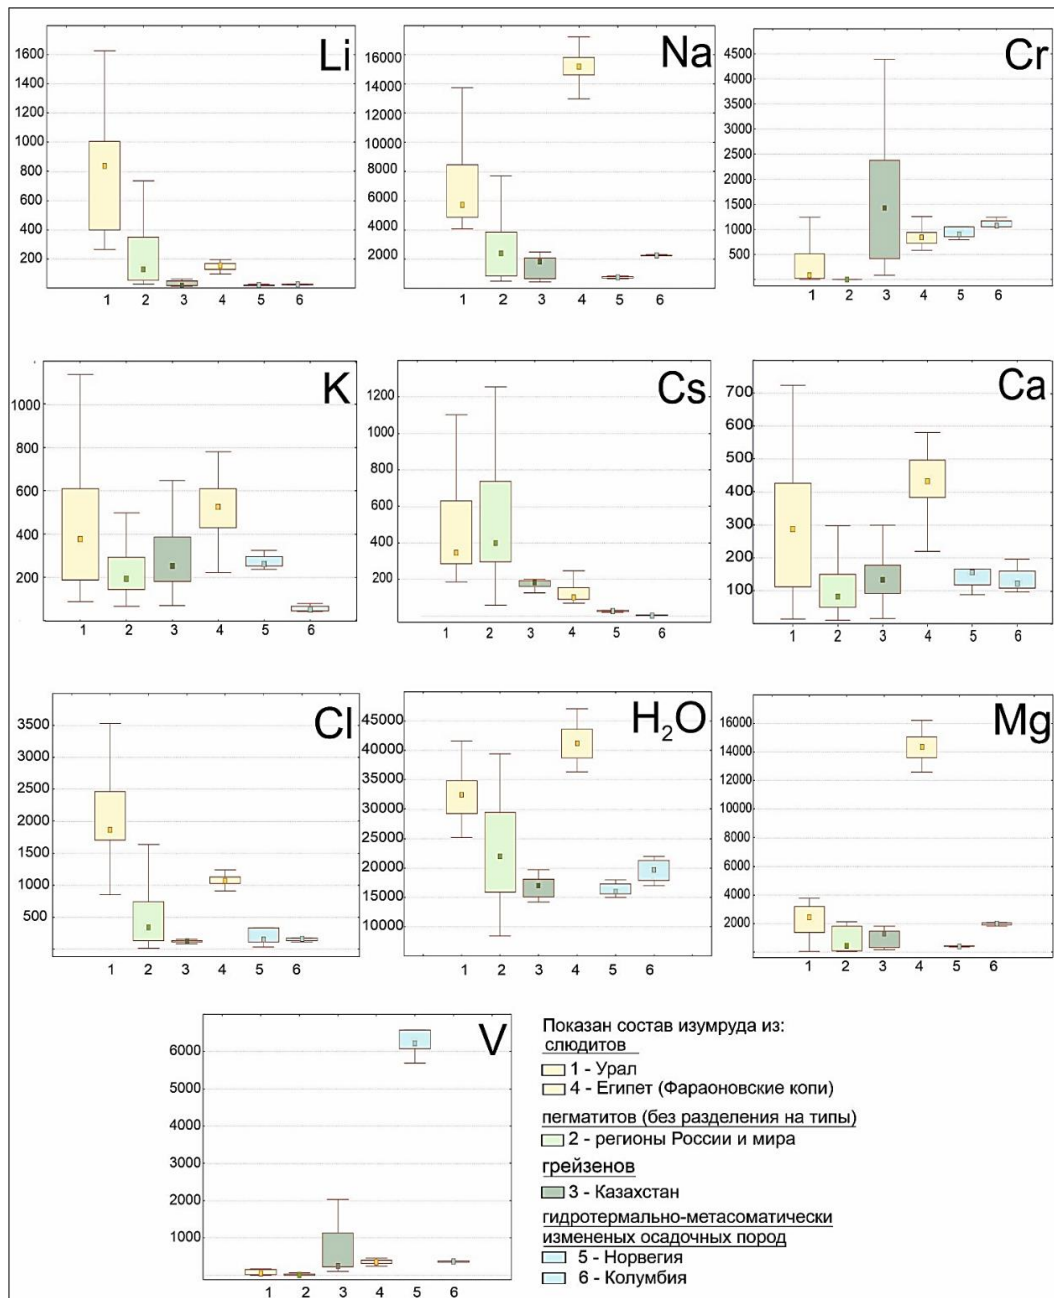 Li
1600
1400
1200
1000
800
600
400
200
1 2 3 4 5 6
Na
16000
14000
12000
10000
8000
6000
4000
2000
1 2 3 4 5 6
Cr
4500
4000
3500
3000
2500
2000
1500
1000
500
1 2 3 4 5 6
K
1000
800
600
400
200
1 2 3 4 5 6
Cs
1200
1000
800
600
400
200
1 2 3 4 5 6
Ca
700
600
500
400
300
200
100
1 2 3 4 5 6
Cl
3500
3000
2500
2000
1500
1000
500
1 2 3 4 5 6
H₂O
45000
40000
35000
30000
25000
20000
15000
10000
1 2 3 4 5 6
Mg
16000
14000
12000
10000
8000
6000
4000
2000
1 2 3 4 5 6
V
6000
5000
4000
3000
2000
1000
1 2 3 4 5 6
Показан состав изумруда из:
слюдитов
1 - Урал
4 - Египет (Фараоновские копи)
пегматитов (без разделения на типы)
2 - регионы России и мира
грейзенов
3 - Казахстан
гидротермально-метасоматически
измененых осадочных пород
5 - Норвегия
6 - Колумбия